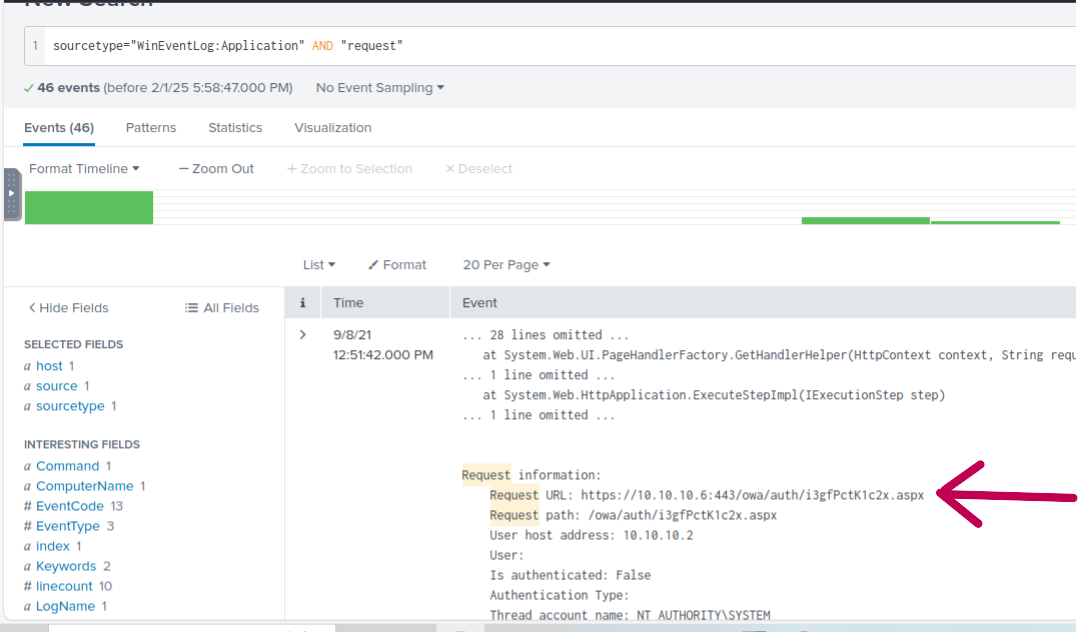 New Search
1 sourcetype="WinEventLog:Application" AND "request"
46 events (before 2/1/25 5:58:47.000 PM) No Event Sampling
Events (46) Patterns Statistics Visualization
Format Timeline — Zoom Out + Zoom to Selection × Deselect
List Format 20 Per Page
Hide Fields All Fields
i Time Event
SELECTED FIELDS
a host 1
a source 1
a sourcetype 1
INTERESTING FIELDS
a Command 1
a ComputerName 1
# EventCode 13
# EventType 3
a index 1
a Keywords 2
# linecount 10
a LogName 1
9/8/21
12:51:42.000 PM
... 28 lines omitted ...
at System.Web.UI.PageHandlerFactory.GetHandlerHelper(HttpContext context, String requ
... 1 line omitted ...
at System.Web.HttpApplication.ExecuteStepImpl(IExecutionStep step)
... 1 line omitted ...
Request information:
Request URL: https://10.10.10.6:443/owa/auth/i3gfPctK1c2x.aspx
Request path: /owa/auth/i3gfPctK1c2x.aspx
User host address: 10.10.10.2
User:
Is authenticated: False
Authentication Type:
Thread account name: NT AUTHORITY\SYSTEM